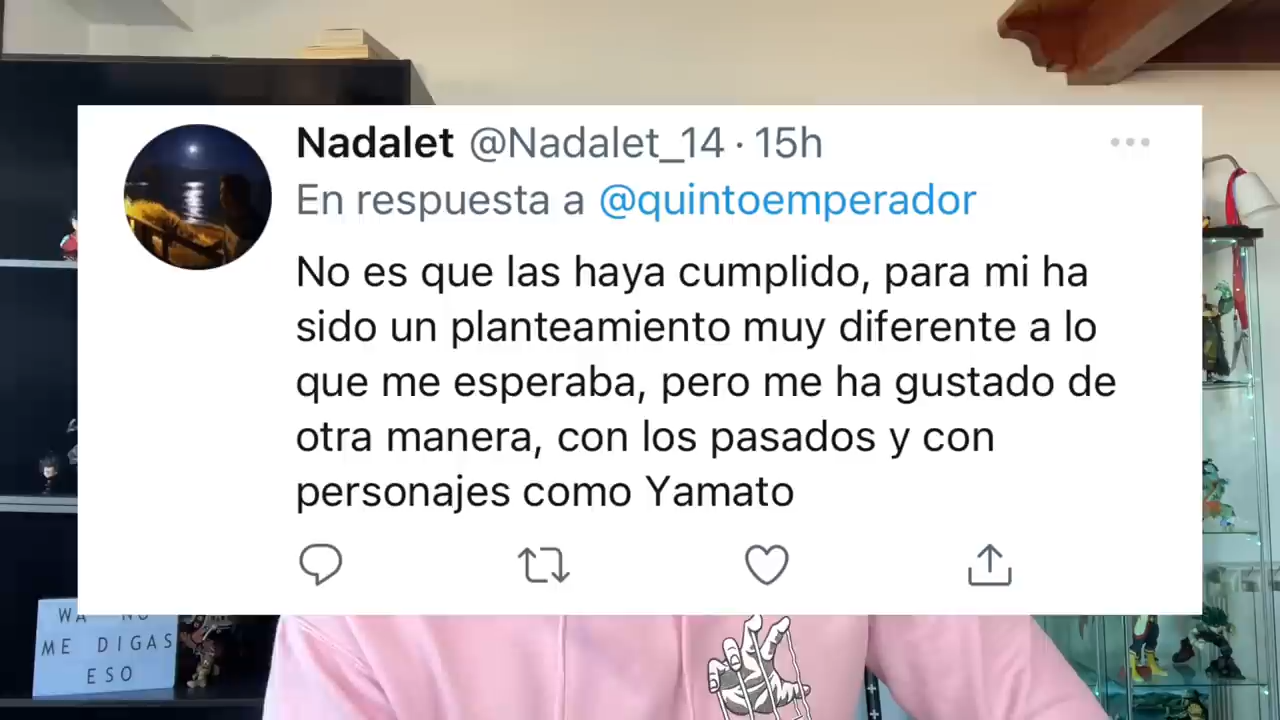 Nadalet @Nadalet_14 · 15h
En respuesta a @quintoemperador
No es que las haya cumplido, para mi ha
sido un planteamiento muy diferente a lo
que me esperaba, pero me ha gustado de
otra manera, con los pasados y con
personajes como Yamato
WA NO
ME DIGAS
ESO